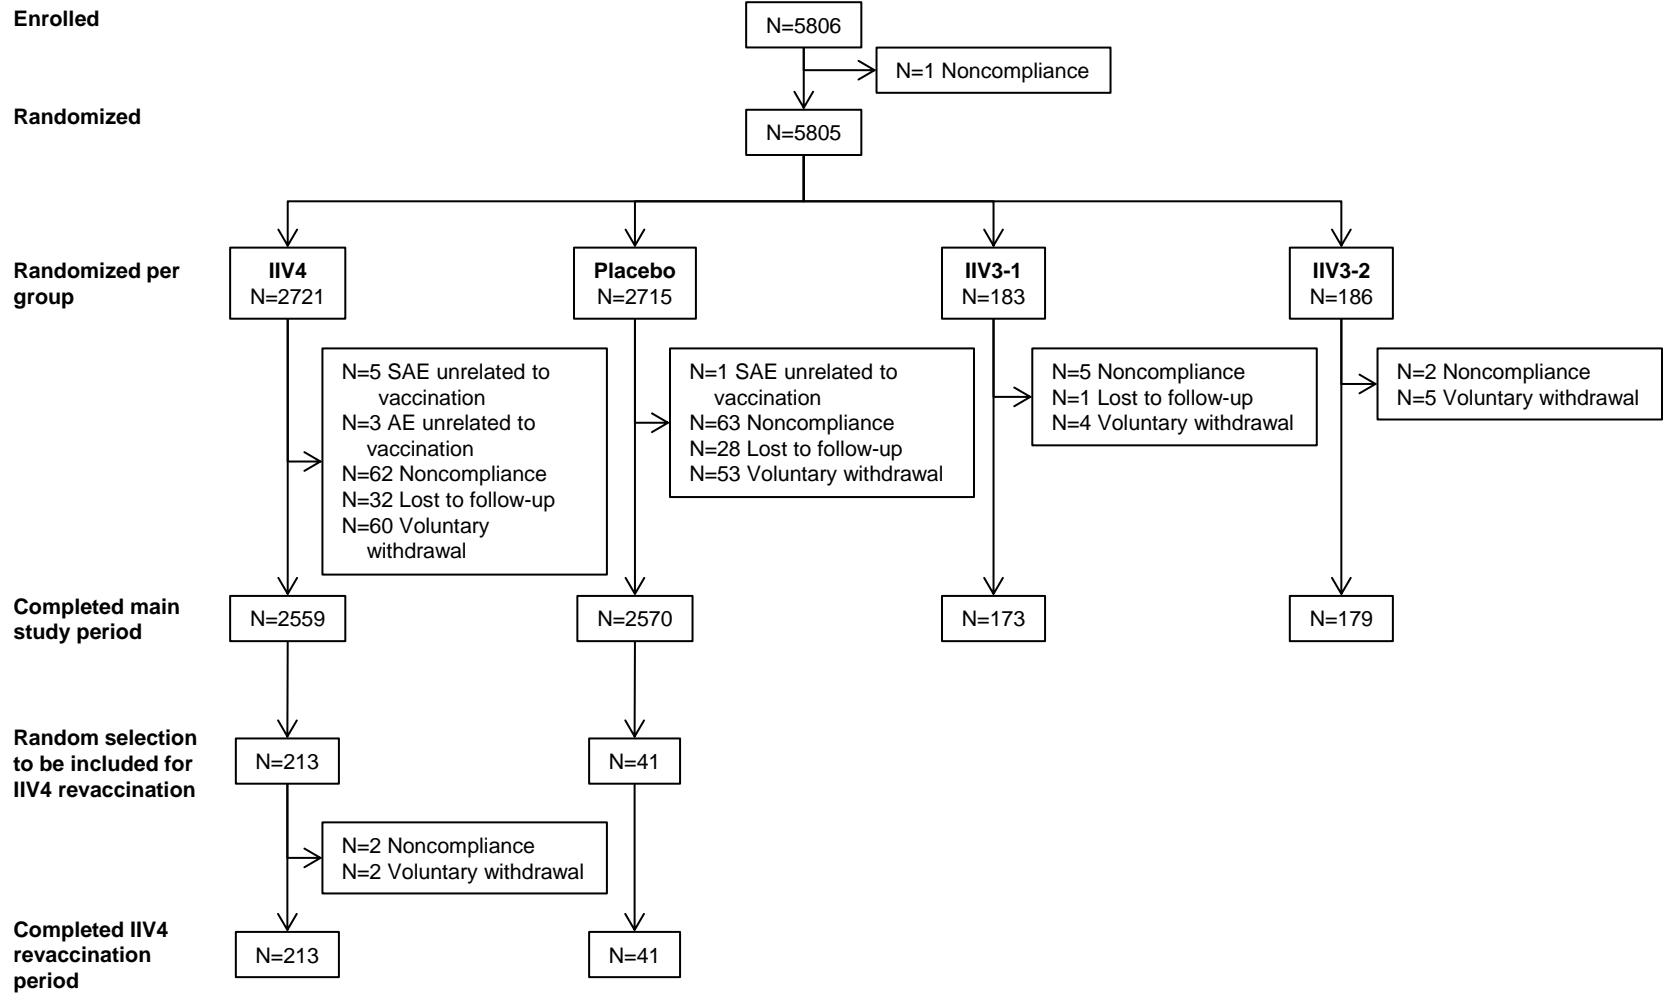 Enrolled
N=5806
N=1 Noncompliance
Randomized
N=5805
Randomized per
group
IIV4
N=2721
Placebo
N=2715
IIV3-1
N=183
IIV3-2
N=186
N=5 SAE unrelated to
vaccination
N=3 AE unrelated to
vaccination
N=62 Noncompliance
N=32 Lost to follow-up
N=60 Voluntary
withdrawal
N=1 SAE unrelated to
vaccination
N=63 Noncompliance
N=28 Lost to follow-up
N=53 Voluntary withdrawal
N=5 Noncompliance
N=1 Lost to follow-up
N=4 Voluntary withdrawal
N=2 Noncompliance
N=5 Voluntary withdrawal
Completed main
study period
N=2559
N=2570
N=173
N=179
Random selection
to be included for
IIV4 revaccination
N=213
N=41
N=2 Noncompliance
N=2 Voluntary withdrawal
Completed IIV4
revaccination
period
N=213
N=41